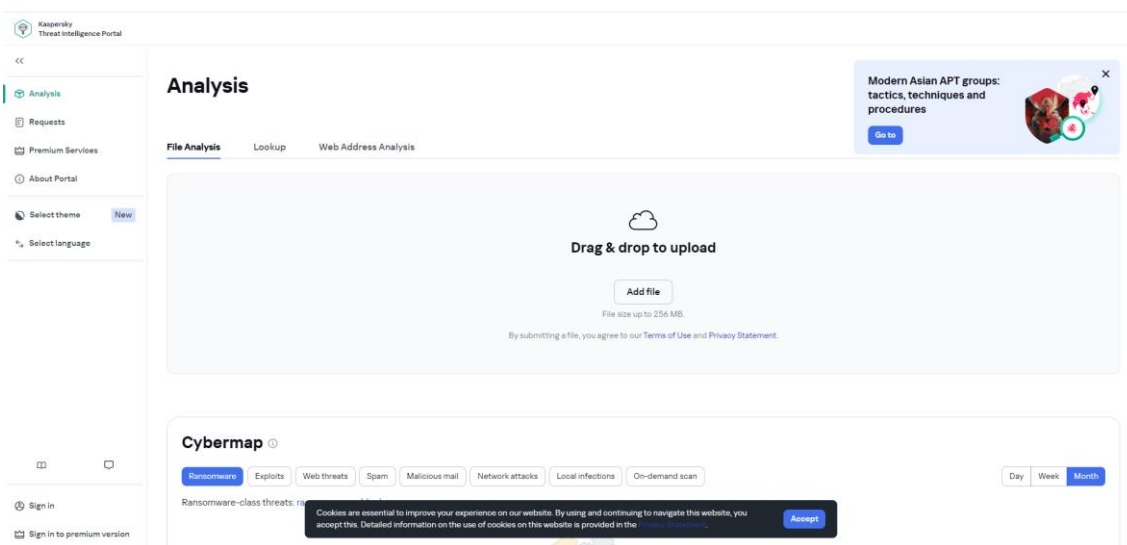 Kaspersky
Threat Intelligence Portal
Analysis
Requests
Premium Services
About Portal
Select theme New
Select language
Sign in
Sign in to premium version
Analysis
Modern Asian APT groups:
tactics, techniques and
procedures
Go to
File Analysis Lookup Web Address Analysis
Drag & drop to upload
Add file
File size up to 256 MB.
By submitting a file, you agree to our Terms of Use and Privacy Statement.
Cybermap
Ransomware Exploits Web threats Spam Malicious mail Network attacks Local infections On-demand scan Day Week Month
Ransomware-class threats:
Cookies are essential to improve your experience on our website. By using and continuing to navigate this website, you
accept this. Detailed information on the use of cookies on this website is provided in the Privacy Statement.
Accept